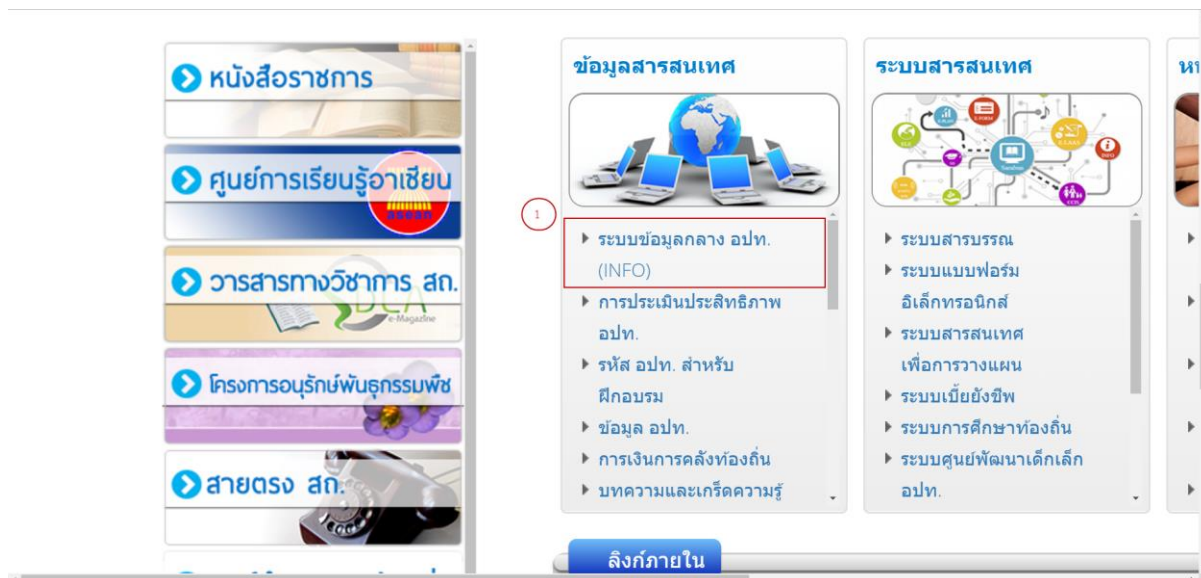 หนังสือราชการ
ศูนย์การเรียนรู้อาเซียน
asean
วารสารทางวิชาการ สถ.
DLA
e-Magazine
โครงการอนุรักษ์พันธุกรรมพืช
สายตรง สถ.
ข้อมูลสารสนเทศ
1
ระบบข้อมูลกลาง อปท.
(INFO)
การประเมินประสิทธิภาพ
อปท.
รหัส อปท. สำหรับ
ฝึกอบรม
ข้อมูล อปท.
การเงินการคลังท้องถิ่น
บทความและเกร็ดความรู้
ระบบสารสนเทศ
INFO
ระบบสารบรรณ
ระบบแบบฟอร์ม
อิเล็กทรอนิกส์
ระบบสารสนเทศ
เพื่อการวางแผน
ระบบเบี้ยยังชีพ
ระบบการศึกษาท้องถิ่น
ระบบศูนย์พัฒนาเด็กเล็ก
อปท.
ลิงก์ภายใน